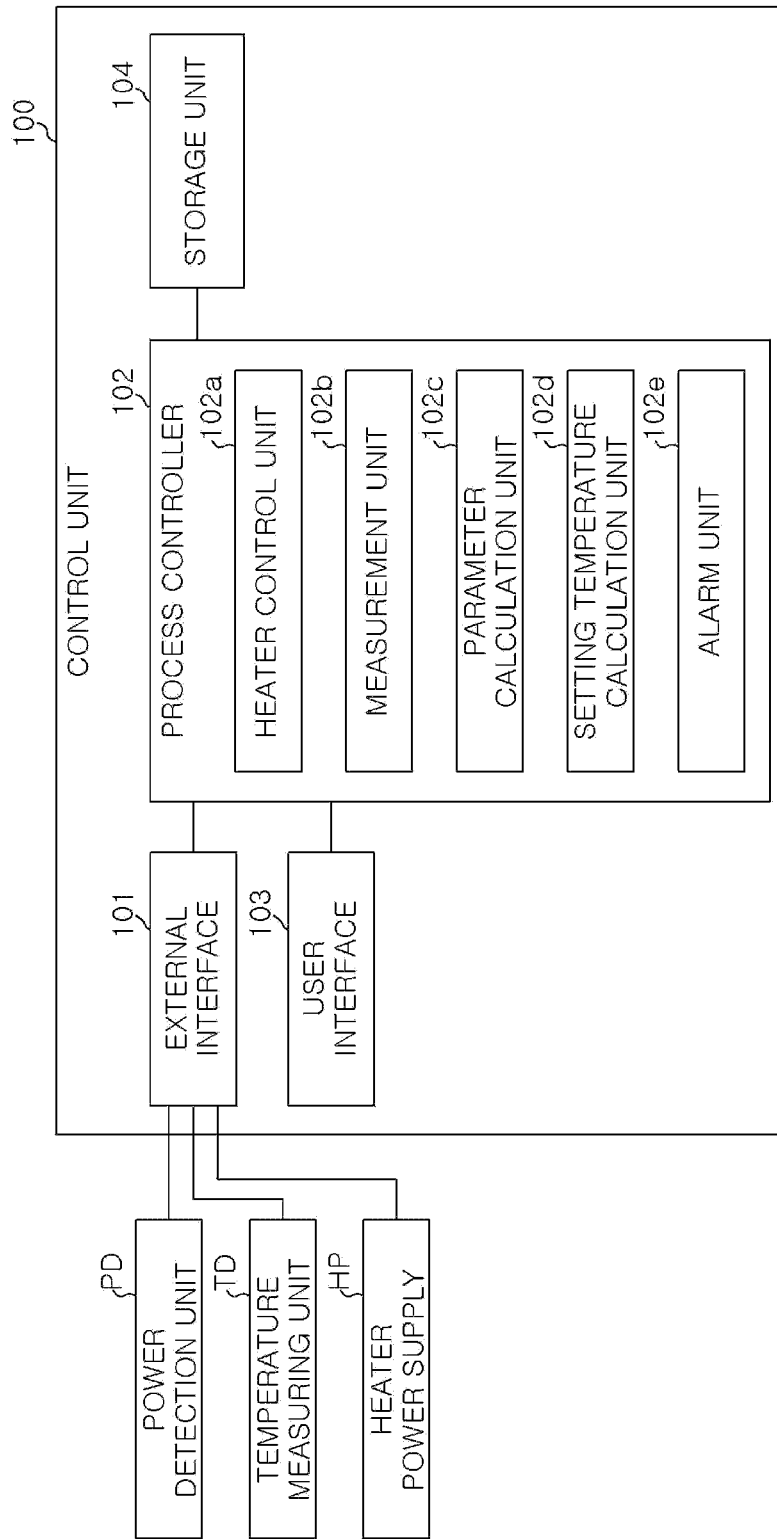 100
CONTROL UNIT
PD
POWER
DETECTION UNIT
TD
TEMPERATURE
MEASURING UNIT
HP
HEATER
POWER SUPPLY
101
EXTERNAL
INTERFACE
103
USER
INTERFACE
102
PROCESS CONTROLLER
102a
HEATER CONTROL UNIT
102b
MEASUREMENT UNIT
102c
PARAMETER
CALCULATION UNIT
102d
SETTING TEMPERATURE
CALCULATION UNIT
102e
ALARM UNIT
104
STORAGE UNIT